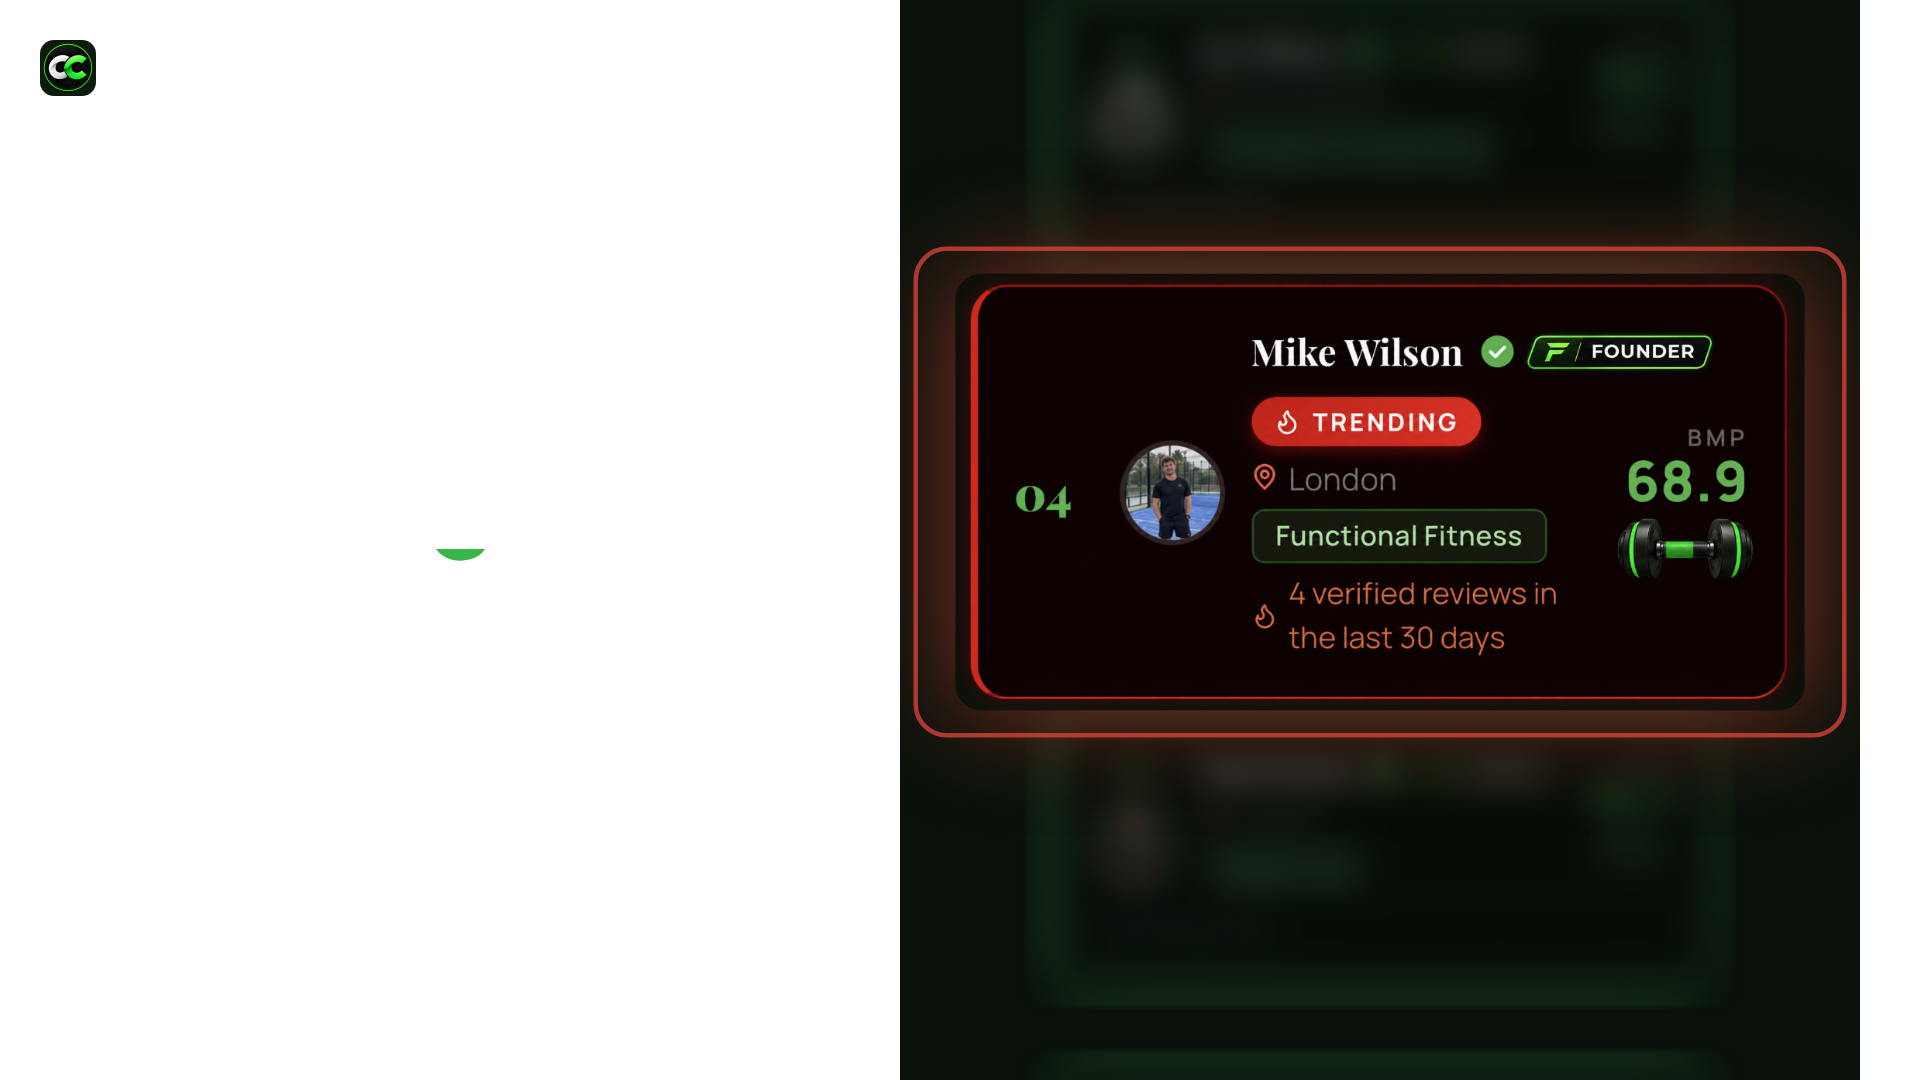 CC
Mike Wilson
F / FOUNDER
TRENDING
London
BMP
68.9
04
Functional Fitness
4 verified reviews in
the last 30 days